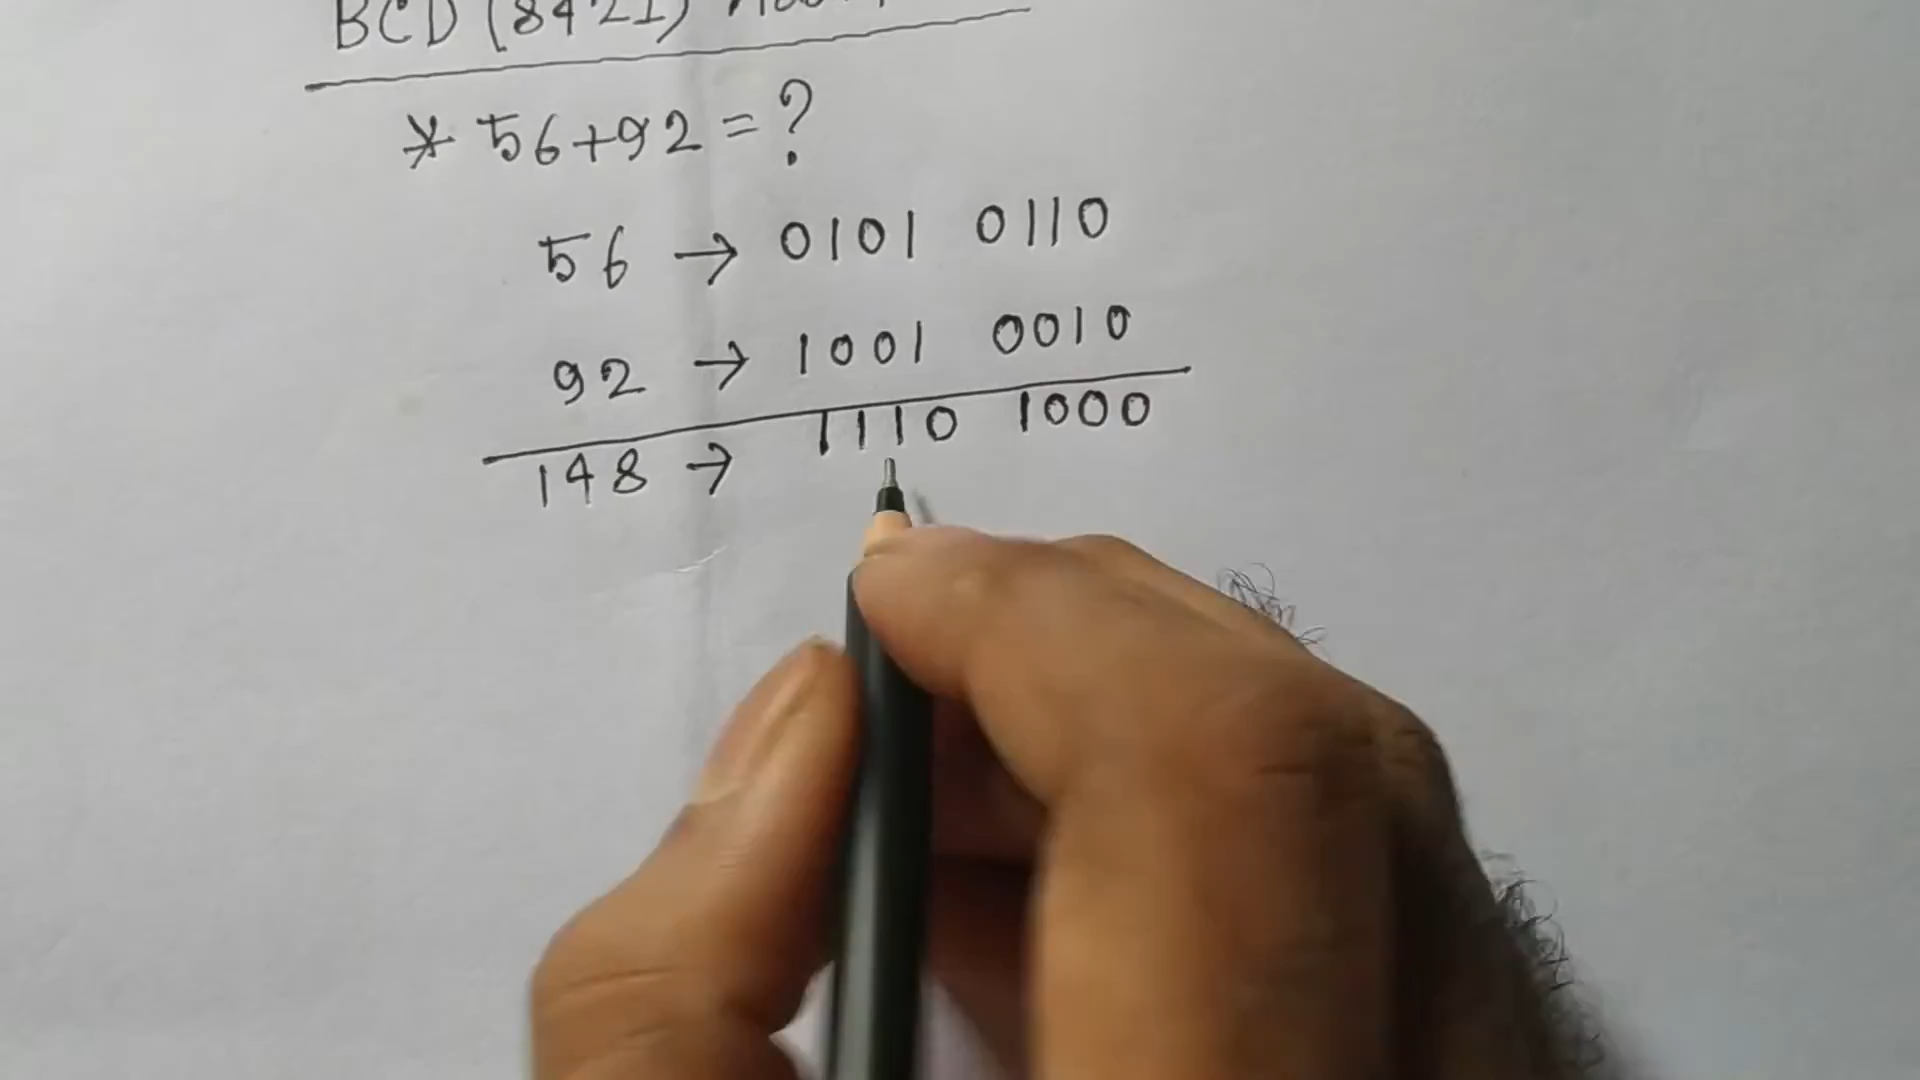 BCD (8421)
* 56+92 = ?
56 → 0101 0110
92 → 1001 0010
148 → 1110 1000